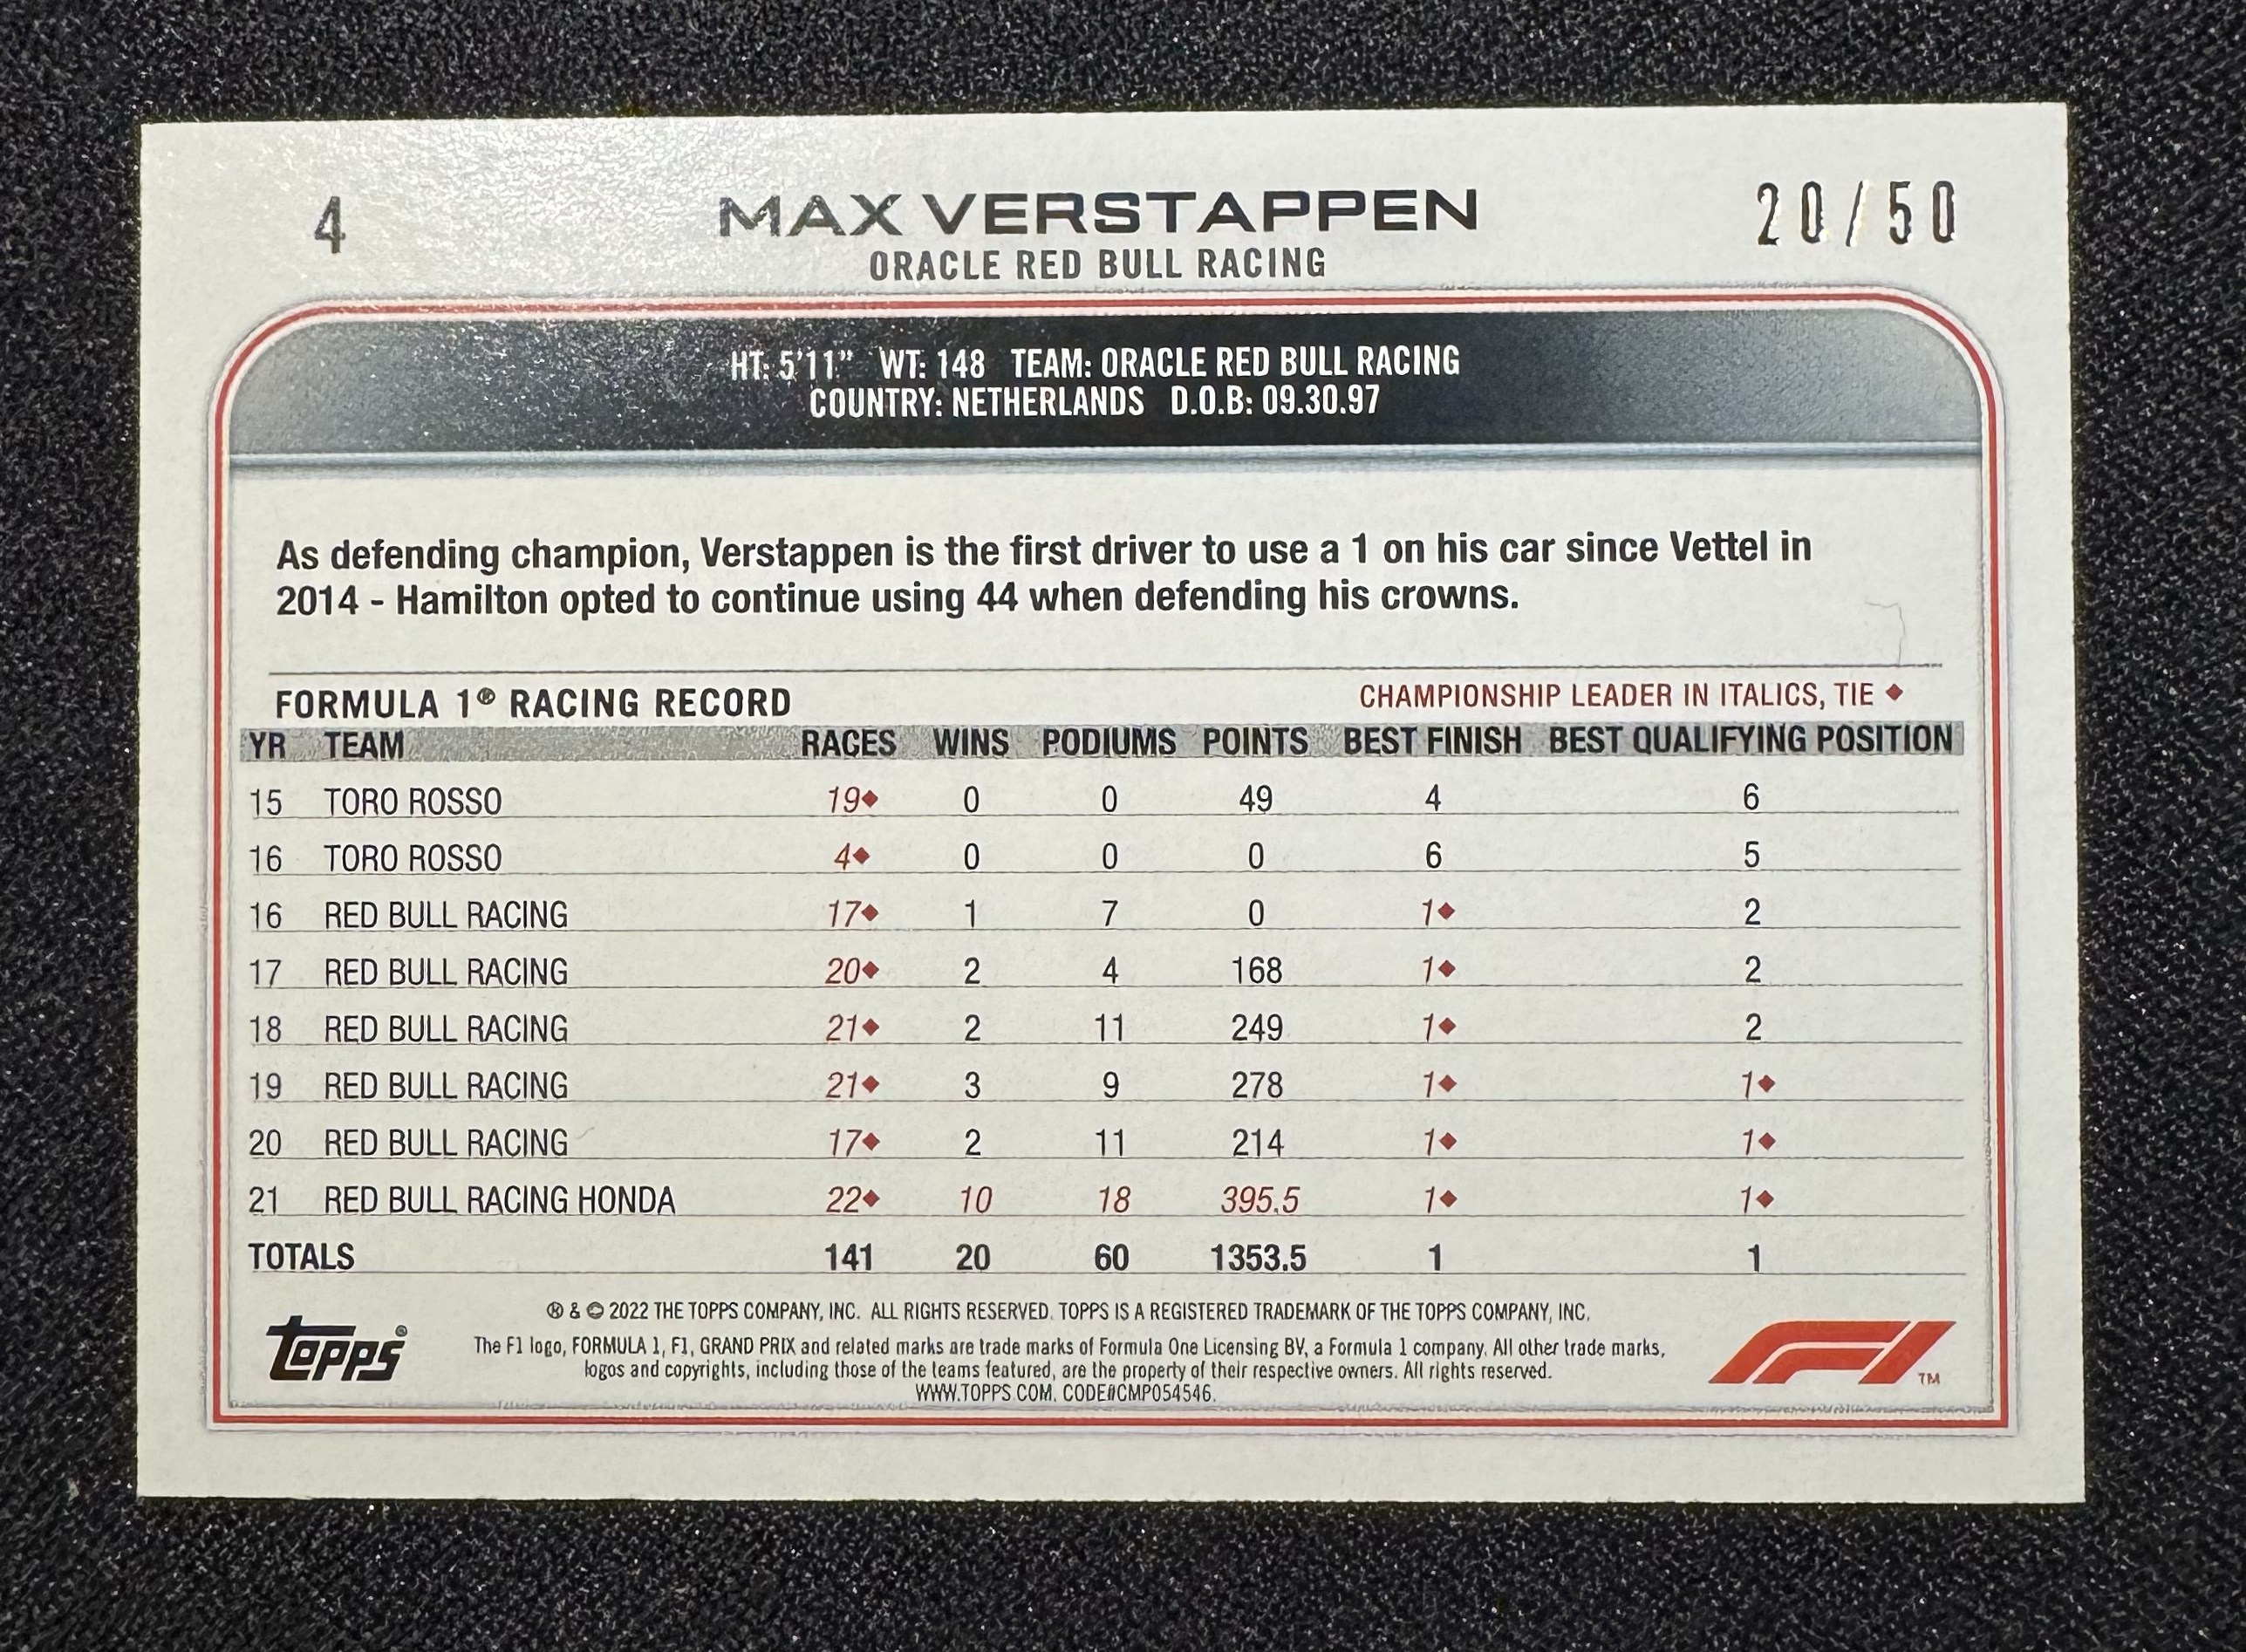 4 MAX VERSTAPPEN 20/50
ORACLE RED BULL RACING
HT: 5'11" WT: 148 TEAM: ORACLE RED BULL RACING
COUNTRY: NETHERLANDS D.O.B: 09.30.97
As defending champion, Verstappen is the first driver to use a 1 on his car since Vettel in
2014 - Hamilton opted to continue using 44 when defending his crowns.
FORMULA 1® RACING RECORD CHAMPIONSHIP LEADER IN ITALICS, TIE ♦
YR TEAM RACES WINS PODIUMS POINTS BEST FINISH BEST QUALIFYING POSITION
15 TORO ROSSO 19♦ 0 0 49 4 6
16 TORO ROSSO 4♦ 0 0 0 6 5
16 RED BULL RACING 17♦ 1 7 0 1♦ 2
17 RED BULL RACING 20♦ 2 4 168 1♦ 2
18 RED BULL RACING 21♦ 2 11 249 1♦ 2
19 RED BULL RACING 21♦ 3 9 278 1♦ 1♦
20 RED BULL RACING 17♦ 2 11 214 1♦ 1♦
21 RED BULL RACING HONDA 22♦ 10 18 395.5 1♦ 1♦
TOTALS 141 20 60 1353.5 1 1
® & © 2022 THE TOPPS COMPANY, INC. ALL RIGHTS RESERVED. TOPPS IS A REGISTERED TRADEMARK OF THE TOPPS COMPANY, INC.
The F1 logo, FORMULA 1, F1, GRAND PRIX and related marks are trade marks of Formula One Licensing BV, a Formula 1 company. All other trade marks,
logos and copyrights, including those of the teams featured, are the property of their respective owners. All rights reserved.
WWW.TOPPS.COM. CODE#CMP054546.
Topps®
F1™